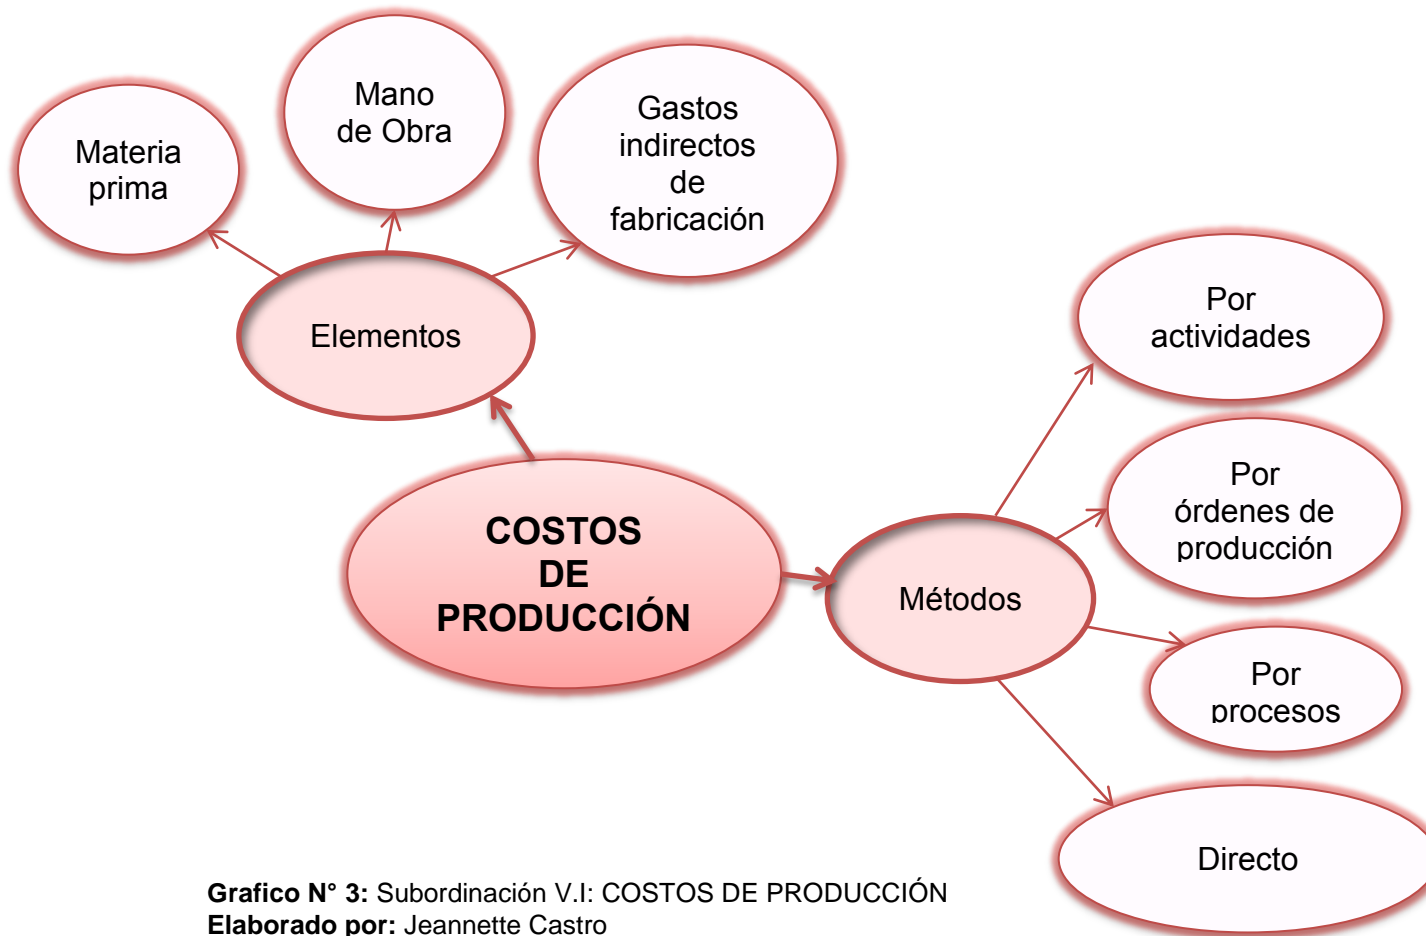 Mano
de Obra
Gastos
indirectos
de
fabricación
Materia
prima
Elementos
Por
actividades
COSTOS
DE
PRODUCCIÓN
Por
órdenes de
producción
Métodos
Por
procesos
Directo
Grafico N° 3: Subordinación V.I: COSTOS DE PRODUCCIÓN
Elaborado por: Jeannette Castro